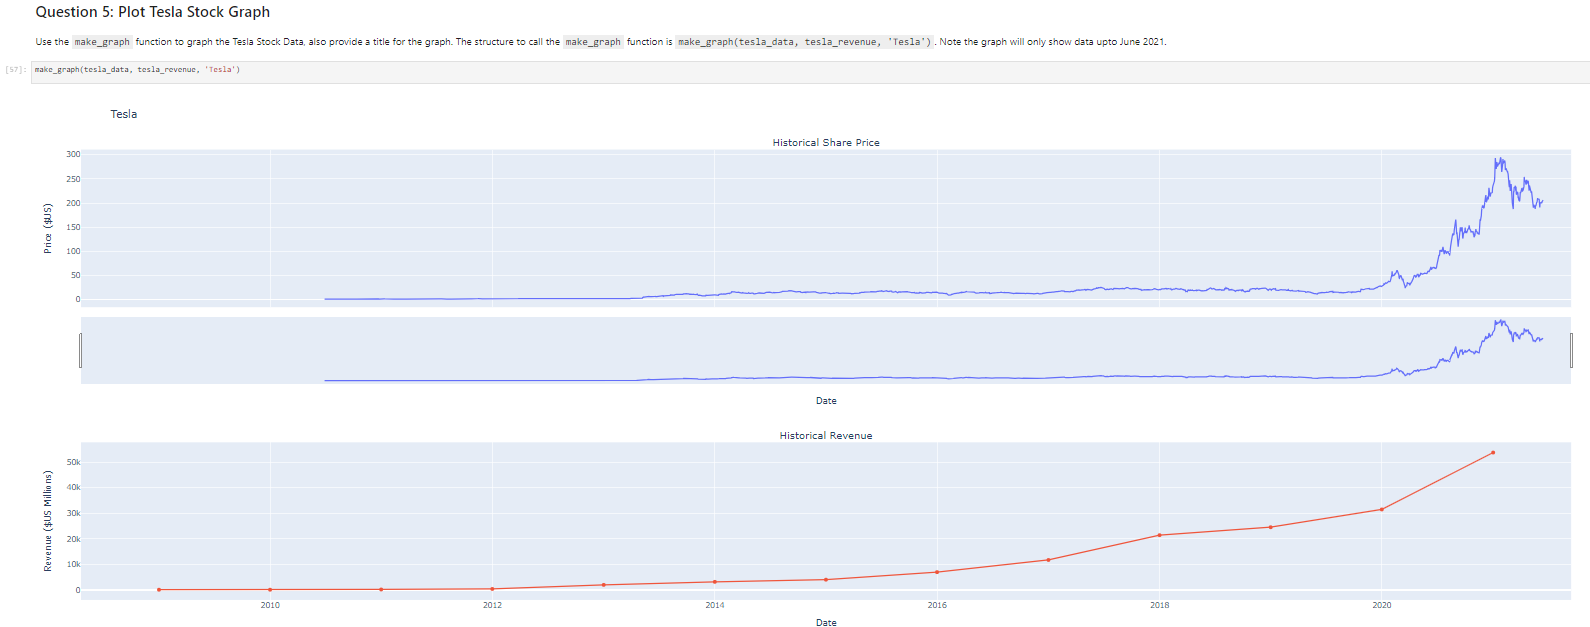 Question 5: Plot Tesla Stock Graph
Use the make_graph function to graph the Tesla Stock Data, also provide a title for the graph. The structure to call the make_graph function is make_graph(tesla_data, tesla_revenue, 'Tesla'). Note the graph will only show data upto June 2021.
[57]: make_graph(tesla_data, tesla_revenue, 'Tesla')
Tesla
Historical Share Price
Price ($US)
300
250
200
150
100
50
0
Date
Historical Revenue
Revenue ($US Millions)
50k
40k
30k
20k
10k
0
2010 2012 2014 2016 2018 2020
Date